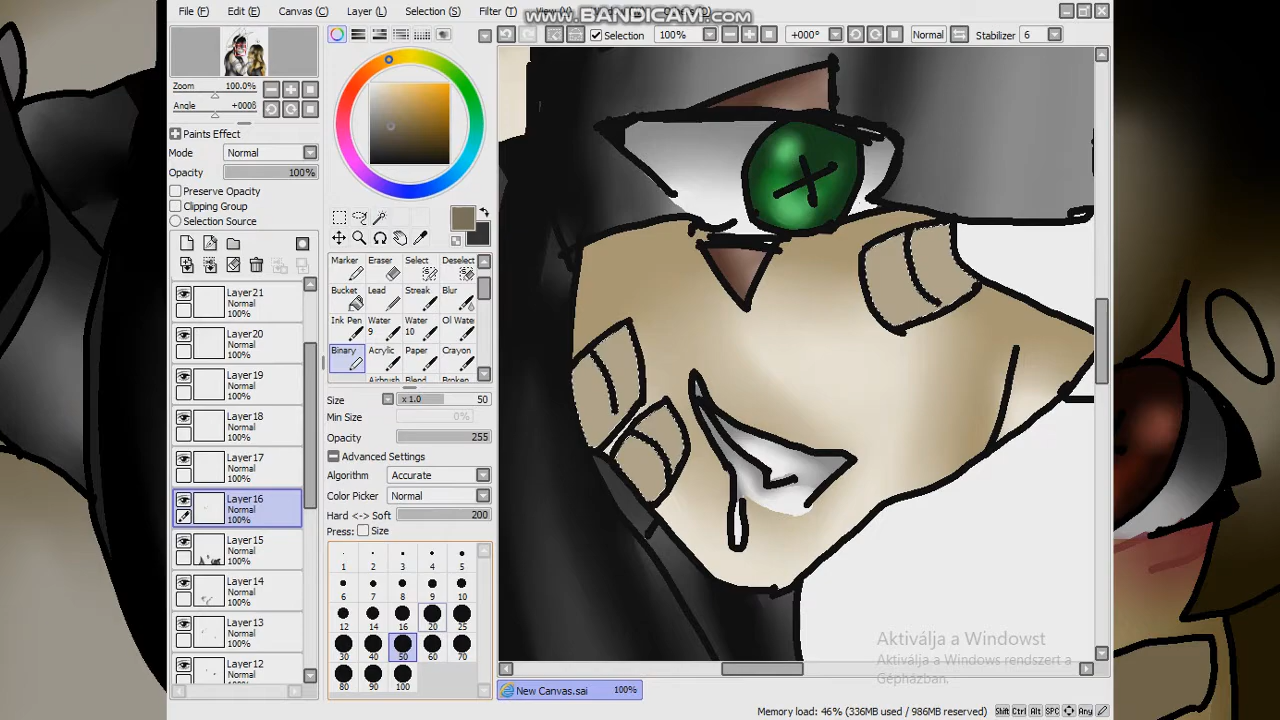 www.BANDICAM.com
File (F) Edit (E) Canvas (C) Layer (L) Selection (S) Filter (T)
Selection 100% +000° Normal Stabilizer 6
Zoom 100.0%
Angle +000ß
Paints Effect
Mode Normal
Opacity 100%
Preserve Opacity
Clipping Group
Selection Source
Layer21
Normal
100%
Layer20
Normal
100%
Layer19
Normal
100%
Layer18
Normal
100%
Layer17
Normal
100%
Layer16
Normal
100%
Layer15
Normal
100%
Layer14
Normal
100%
Layer13
Normal
100%
Layer12
Normal
100%
Marker Eraser Select Deselect
Bucket Lead Streak Blur
Ink Pen Water 9 Water 10 Ol Wate
Binary Acrylic Paper Crayon
Airbrush Blend Broken
Size x 1.0 50
Min Size 0%
Opacity 255
Advanced Settings
Algorithm Accurate
Color Picker Normal
Hard <-> Soft 200
Press: Size
1 2 3 4 5
6 7 8 9 10
12 14 16 20 25
30 40 50 60 70
80 90 100
Aktiválja a Windowst
Aktiválja a Windows rendszert a
Gépházban.
New Canvas.sai 100%
Memory load: 46% (336MB used / 986MB reserved) Shift Ctrl Alt SPC Any